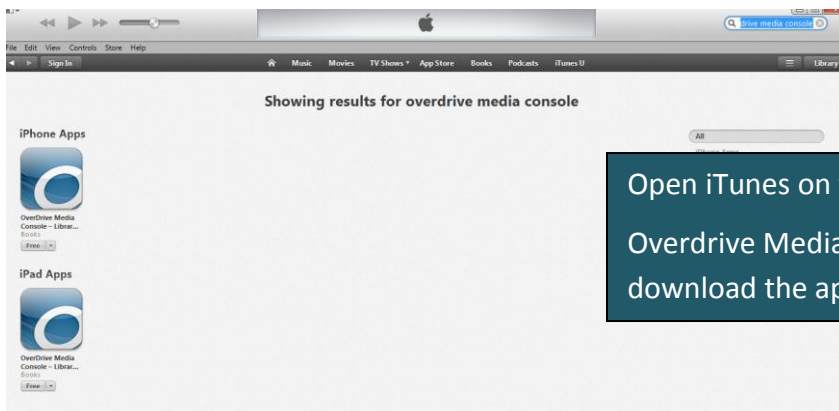 drive media console
File Edit View Controls Store Help
Sign In Music Movies TV Shows App Store Books Podcasts iTunes U Library
Showing results for overdrive media console
iPhone Apps
All
iPhone Apps
OverDrive Media
Console – Librar...
Books
Free
Open iTunes on
Overdrive Media
download the ap
iPad Apps
OverDrive Media
Console – Librar...
Books
Free